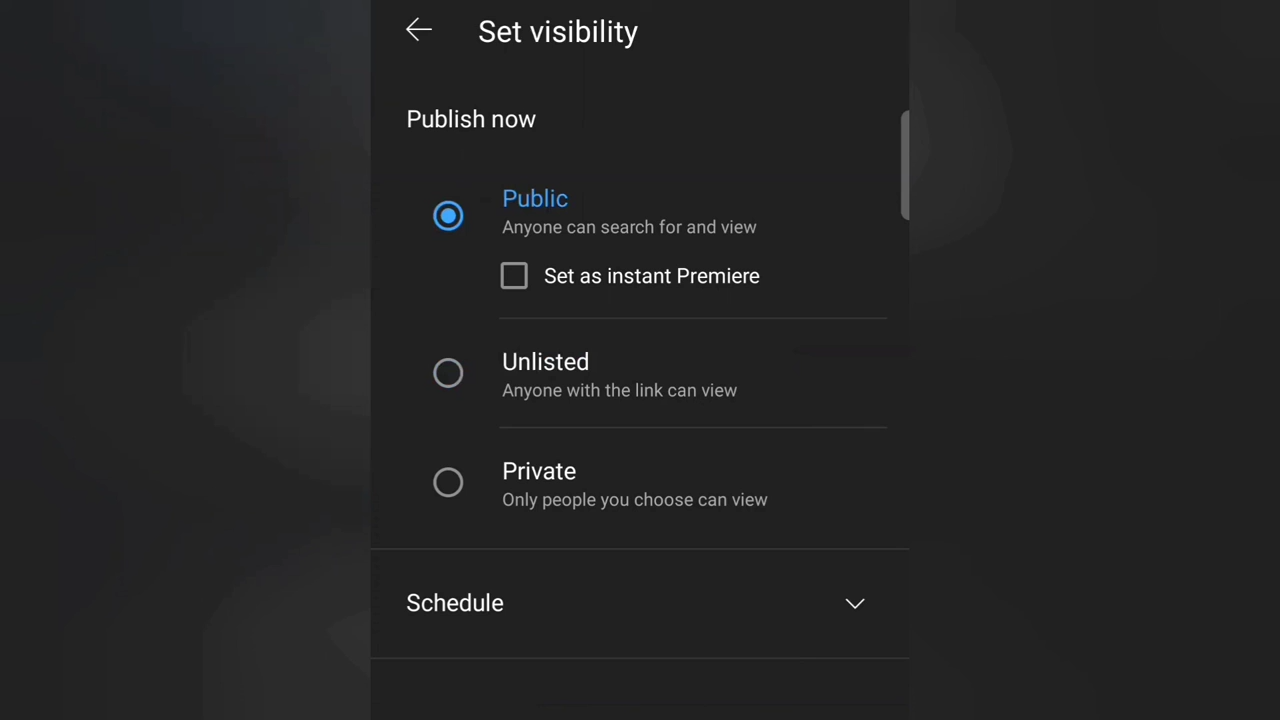 Set visibility
Publish now
Public
Anyone can search for and view
Set as instant Premiere
Unlisted
Anyone with the link can view
Private
Only people you choose can view
Schedule